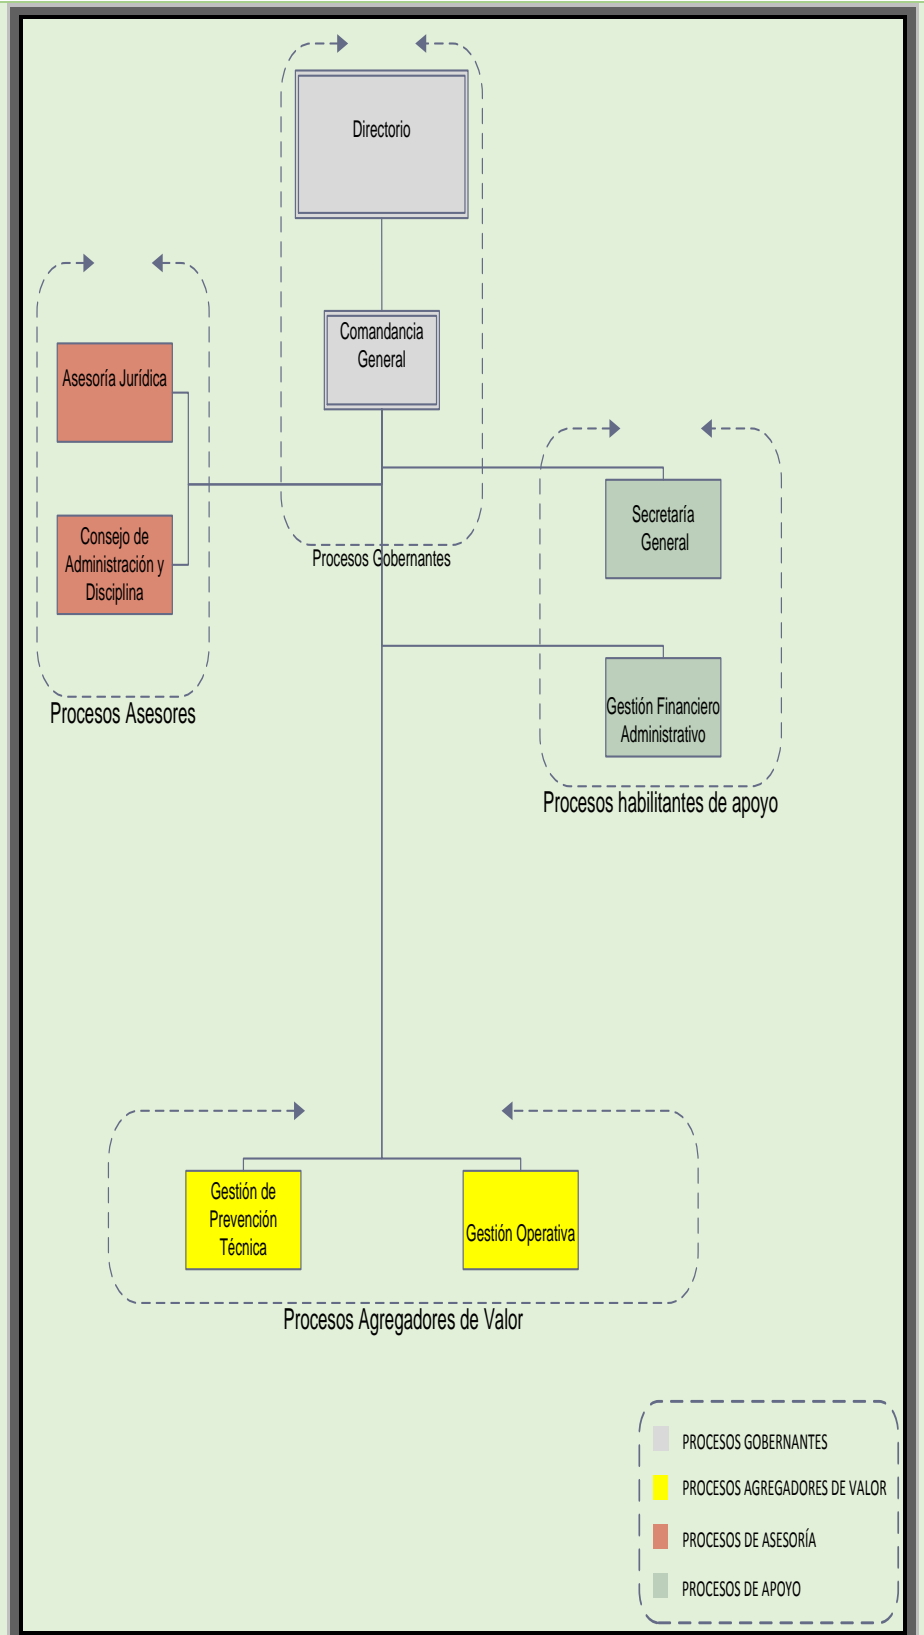 Directorio
Comandancia
General
Procesos Gobernantes
Asesoría Jurídica
Consejo de
Administración y
Disciplina
Procesos Asesores
Secretaría
General
Gestión Financiero
Administrativo
Procesos habilitantes de apoyo
Gestión de
Prevención
Técnica
Gestión Operativa
Procesos Agregadores de Valor
PROCESOS GOBERNANTES
PROCESOS AGREGADORES DE VALOR
PROCESOS DE ASESORÍA
PROCESOS DE APOYO